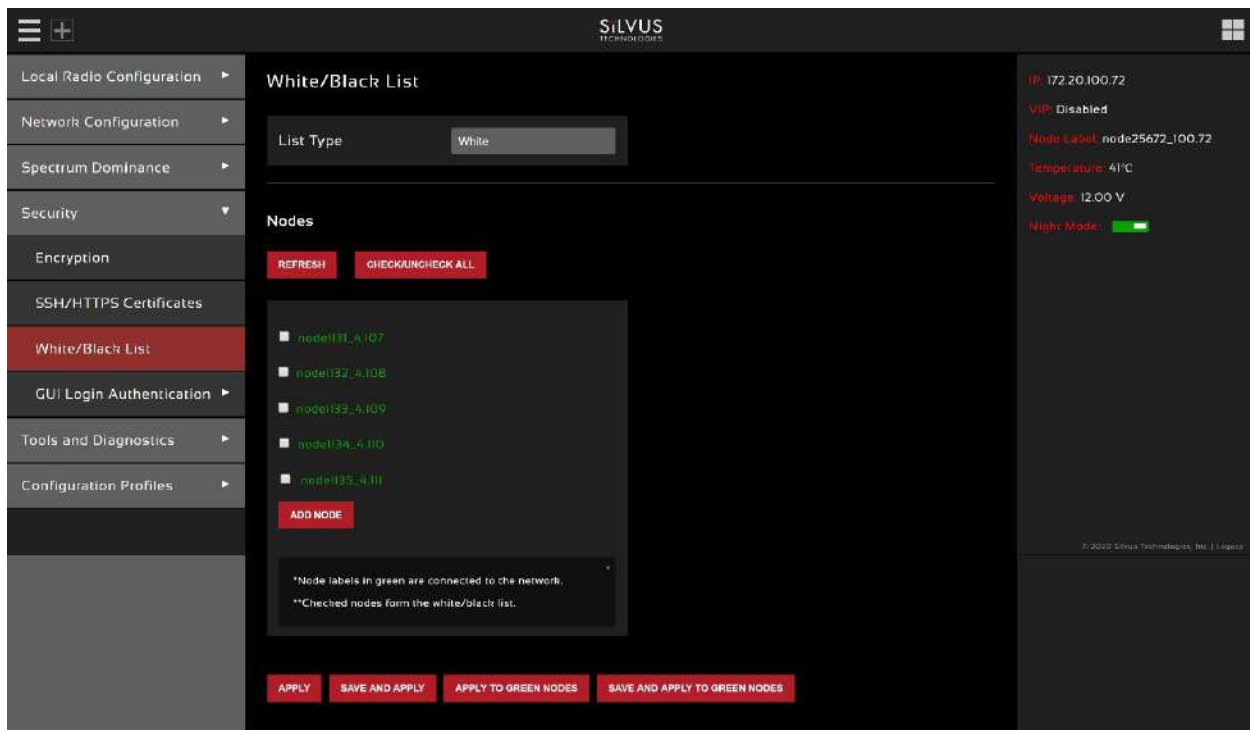 SiLVUS
TECHNOLOGIES
Local Radio Configuration
Network Configuration
Spectrum Dominance
Security
Encryption
SSH/HTTPS Certificates
White/Black List
GUI Login Authentication
Tools and Diagnostics
Configuration Profiles
White/Black List
List Type White
Nodes
REFRESH CHECK/UNCHECK ALL
node1131_4.107
node1132_4.108
node1133_4.109
node1134_4.110
node1135_4.111
ADD NODE
*Node labels in green are connected to the network.
**Checked nodes form the white/black list.
APPLY SAVE AND APPLY APPLY TO GREEN NODES SAVE AND APPLY TO GREEN NODES
IP: 172.20.100.72
VIP: Disabled
Node Label: node25672_100.72
Temperature: 41°C
Voltage: 12.00 V
Night Mode:
© 2020 Silvus Technologies, Inc. | Legacy